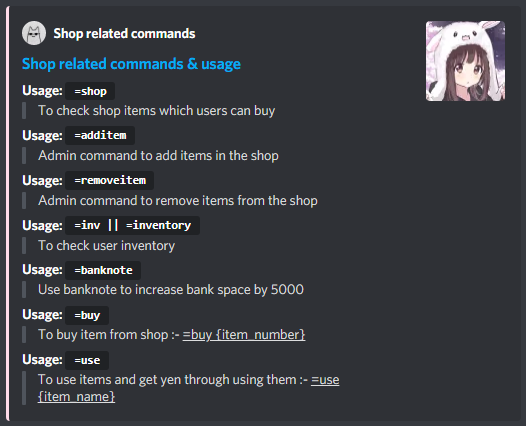 Shop related commands
Shop related commands & usage
Usage: =shop
To check shop items which users can buy
Usage: =additem
Admin command to add items in the shop
Usage: =removeitem
Admin command to remove items from the shop
Usage: =inv || =inventory
To check user inventory
Usage: =banknote
Use banknote to increase bank space by 5000
Usage: =buy
To buy item from shop :- =buy {item_number}
Usage: =use
To use items and get yen through using them :- =use
{item_name}